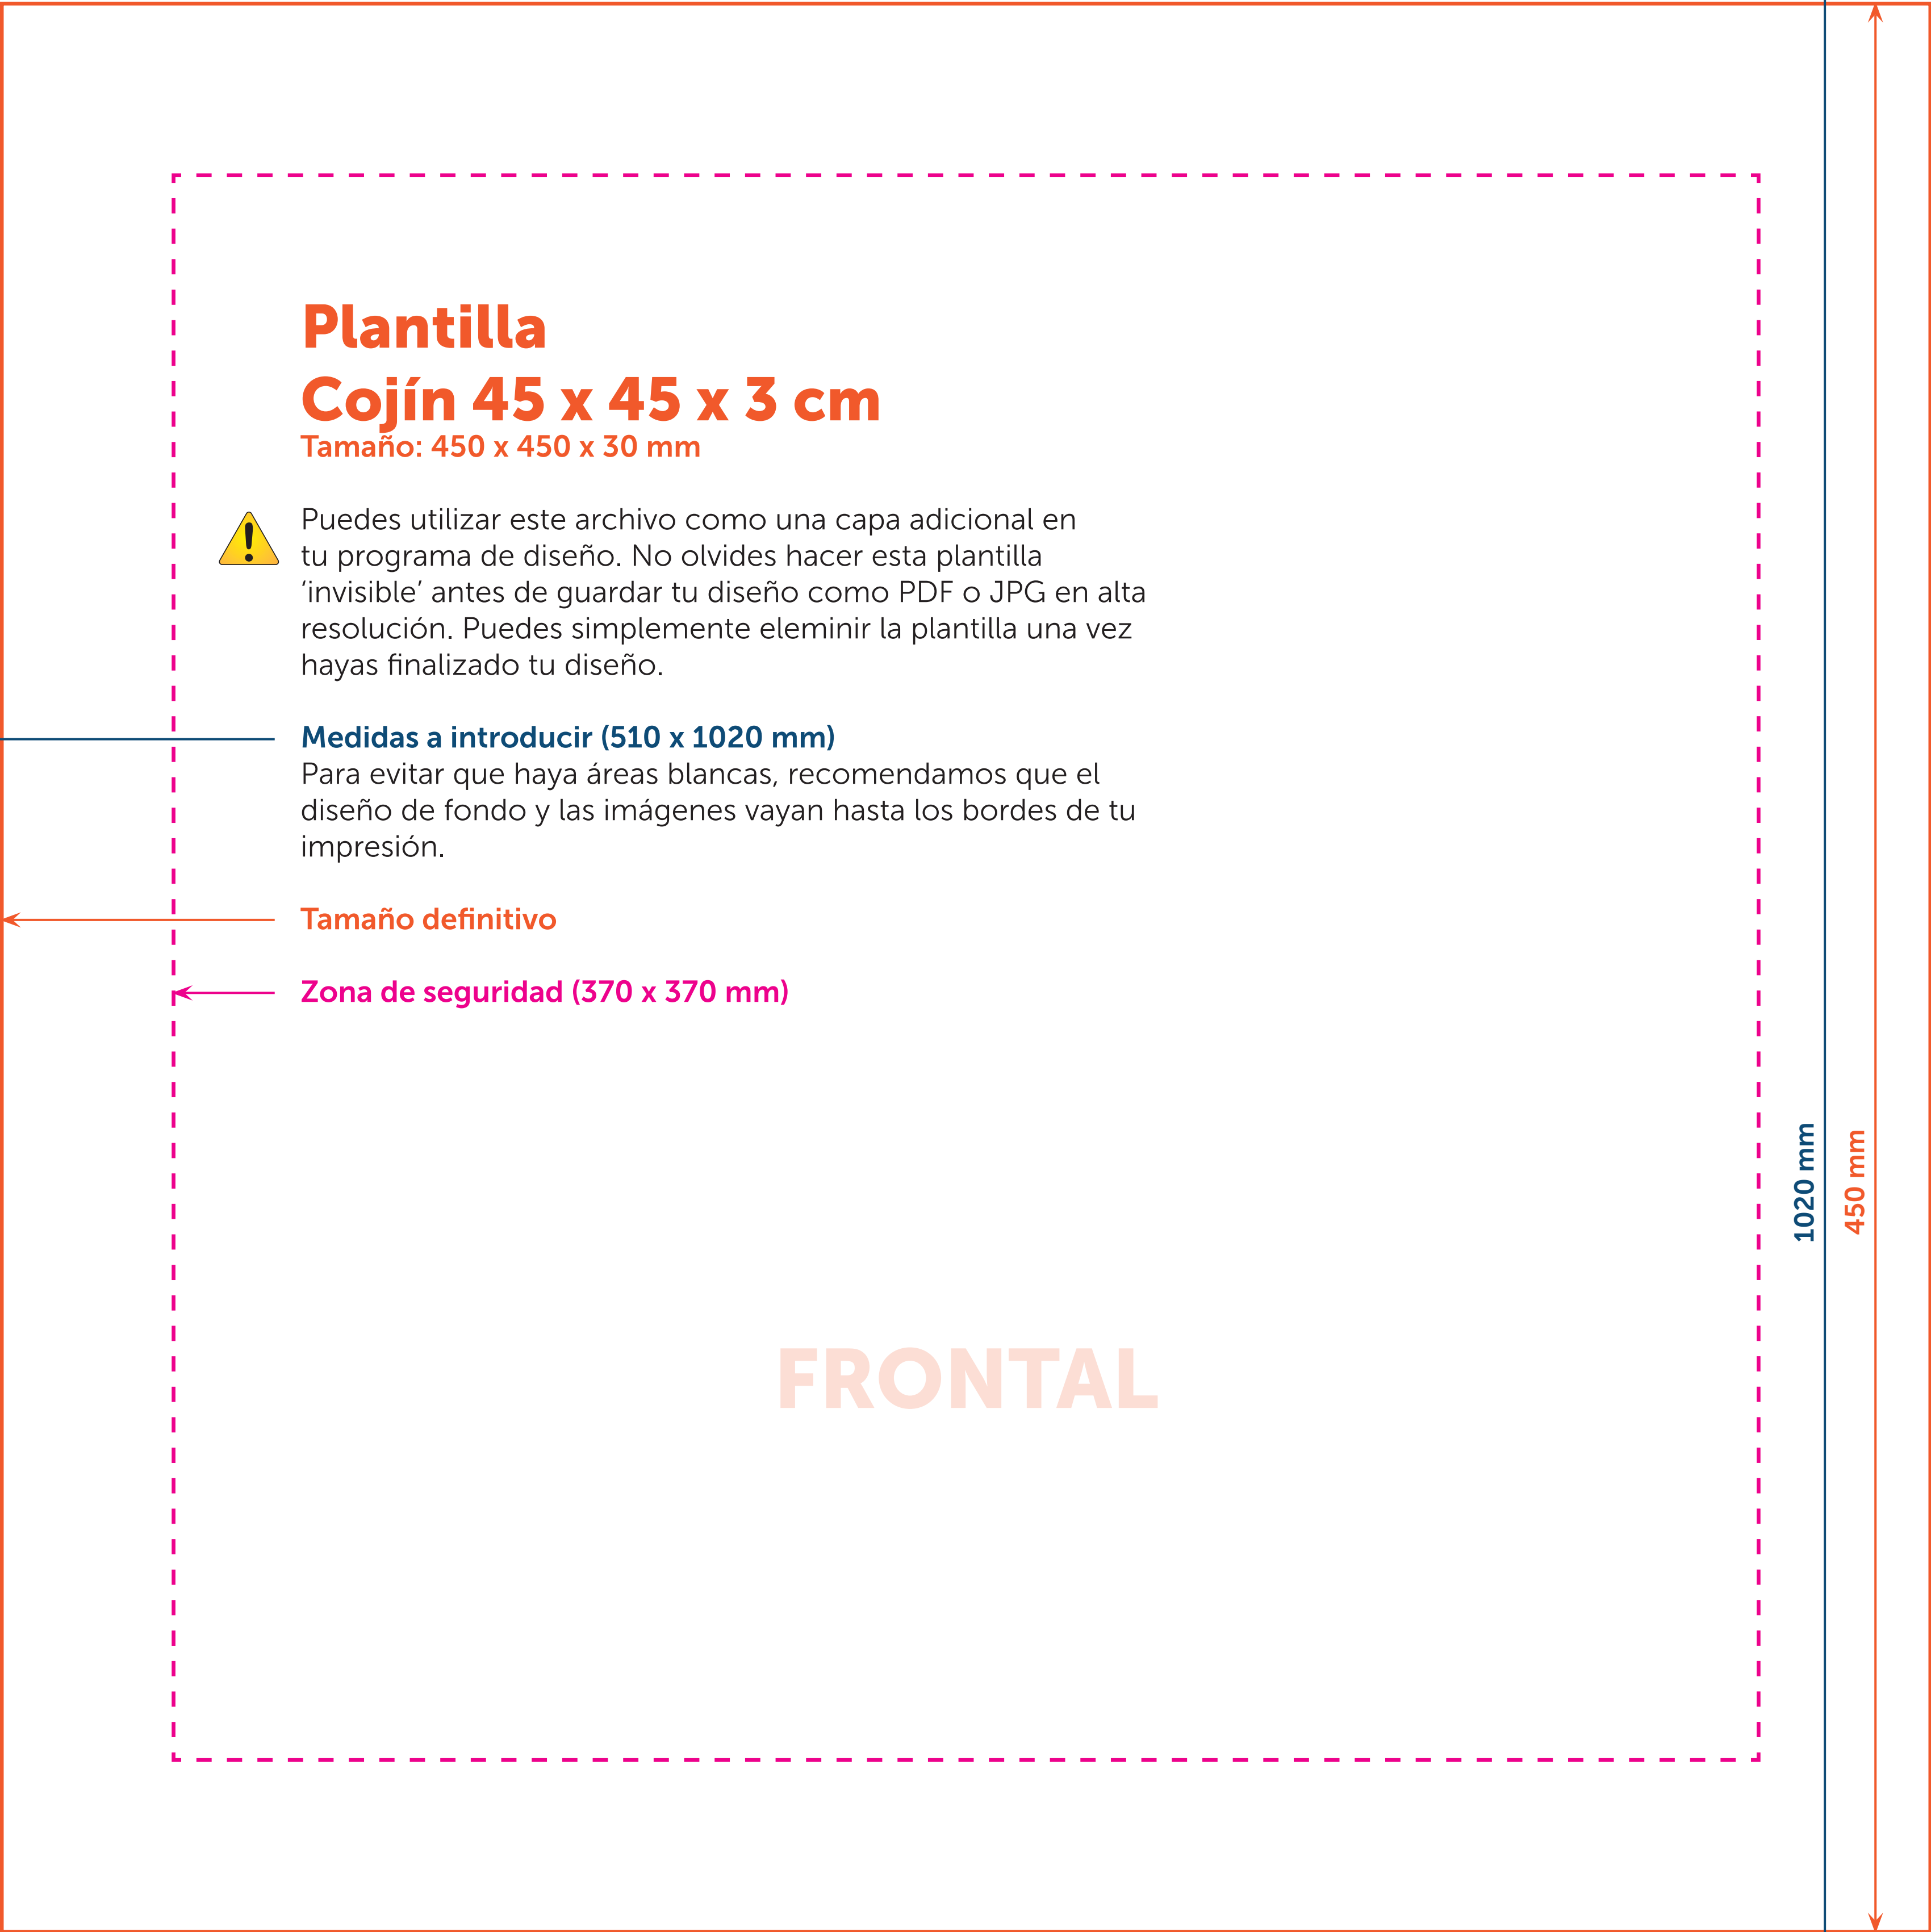 Plantilla
Cojín 45 x 45 x 3 cm
Tamaño: 450 x 450 x 30 mm
Puedes utilizar este archivo como una capa adicional en
tu programa de diseño. No olvides hacer esta plantilla
‘invisible’ antes de guardar tu diseño como PDF o JPG en alta
resolución. Puedes simplemente eleminir la plantilla una vez
hayas finalizado tu diseño.
Medidas a introducir (510 x 1020 mm)
Para evitar que haya áreas blancas, recomendamos que el
diseño de fondo y las imágenes vayan hasta los bordes de tu
impresión.
Tamaño definitivo
Zona de seguridad (370 x 370 mm)
1020 mm
450 mm
FRONTAL